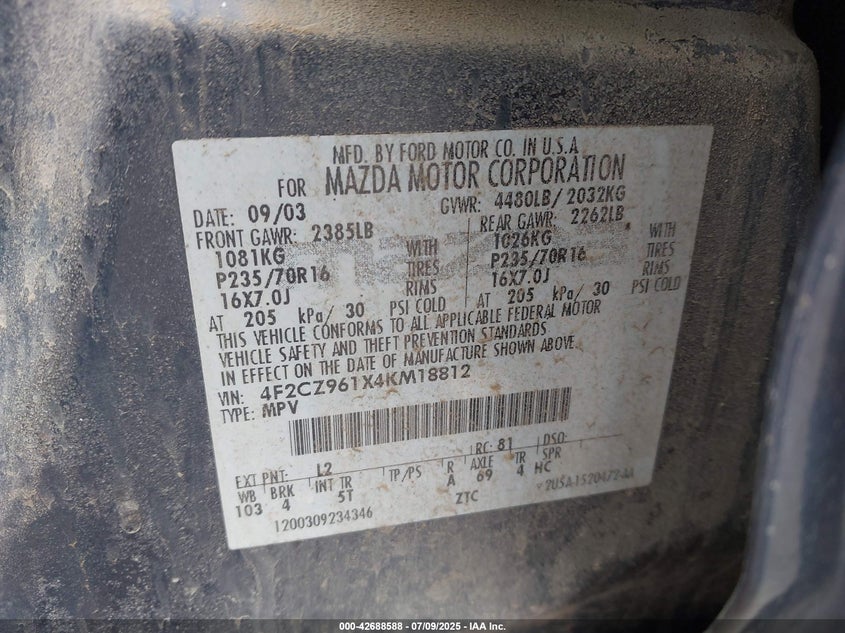 MFD. BY FORD MOTOR CO. IN U.S.A
FOR MAZDA MOTOR CORPORATION
DATE: 09/03 GVWR: 4480LB/ 2032KG
FRONT GAWR: 2385LB REAR GAWR: 2262LB
1081KG WITH 1026KG WITH
P235/70R16 TIRES P235/70R16 TIRES
16X7.0J RIMS 16X7.0J RIMS
AT 205 kPa/ 30 PSI COLD AT 205 kPa/ 30 PSI COLD
THIS VEHICLE CONFORMS TO ALL APPLICABLE FEDERAL MOTOR
VEHICLE SAFETY AND THEFT PREVENTION STANDARDS
IN EFFECT ON THE DATE OF MANUFACTURE SHOWN ABOVE.
VIN: 4F2CZ961X4KM18812
TYPE: MPV
EXT PNT: L2 RC: 81 DSO:
WB BRK INT TR TP/PS R AXLE TR SPR
103 4 5T A 69 4 HC
1200309234346 ZTC
000-42688588 | 07/09/2025 | IAA Inc.